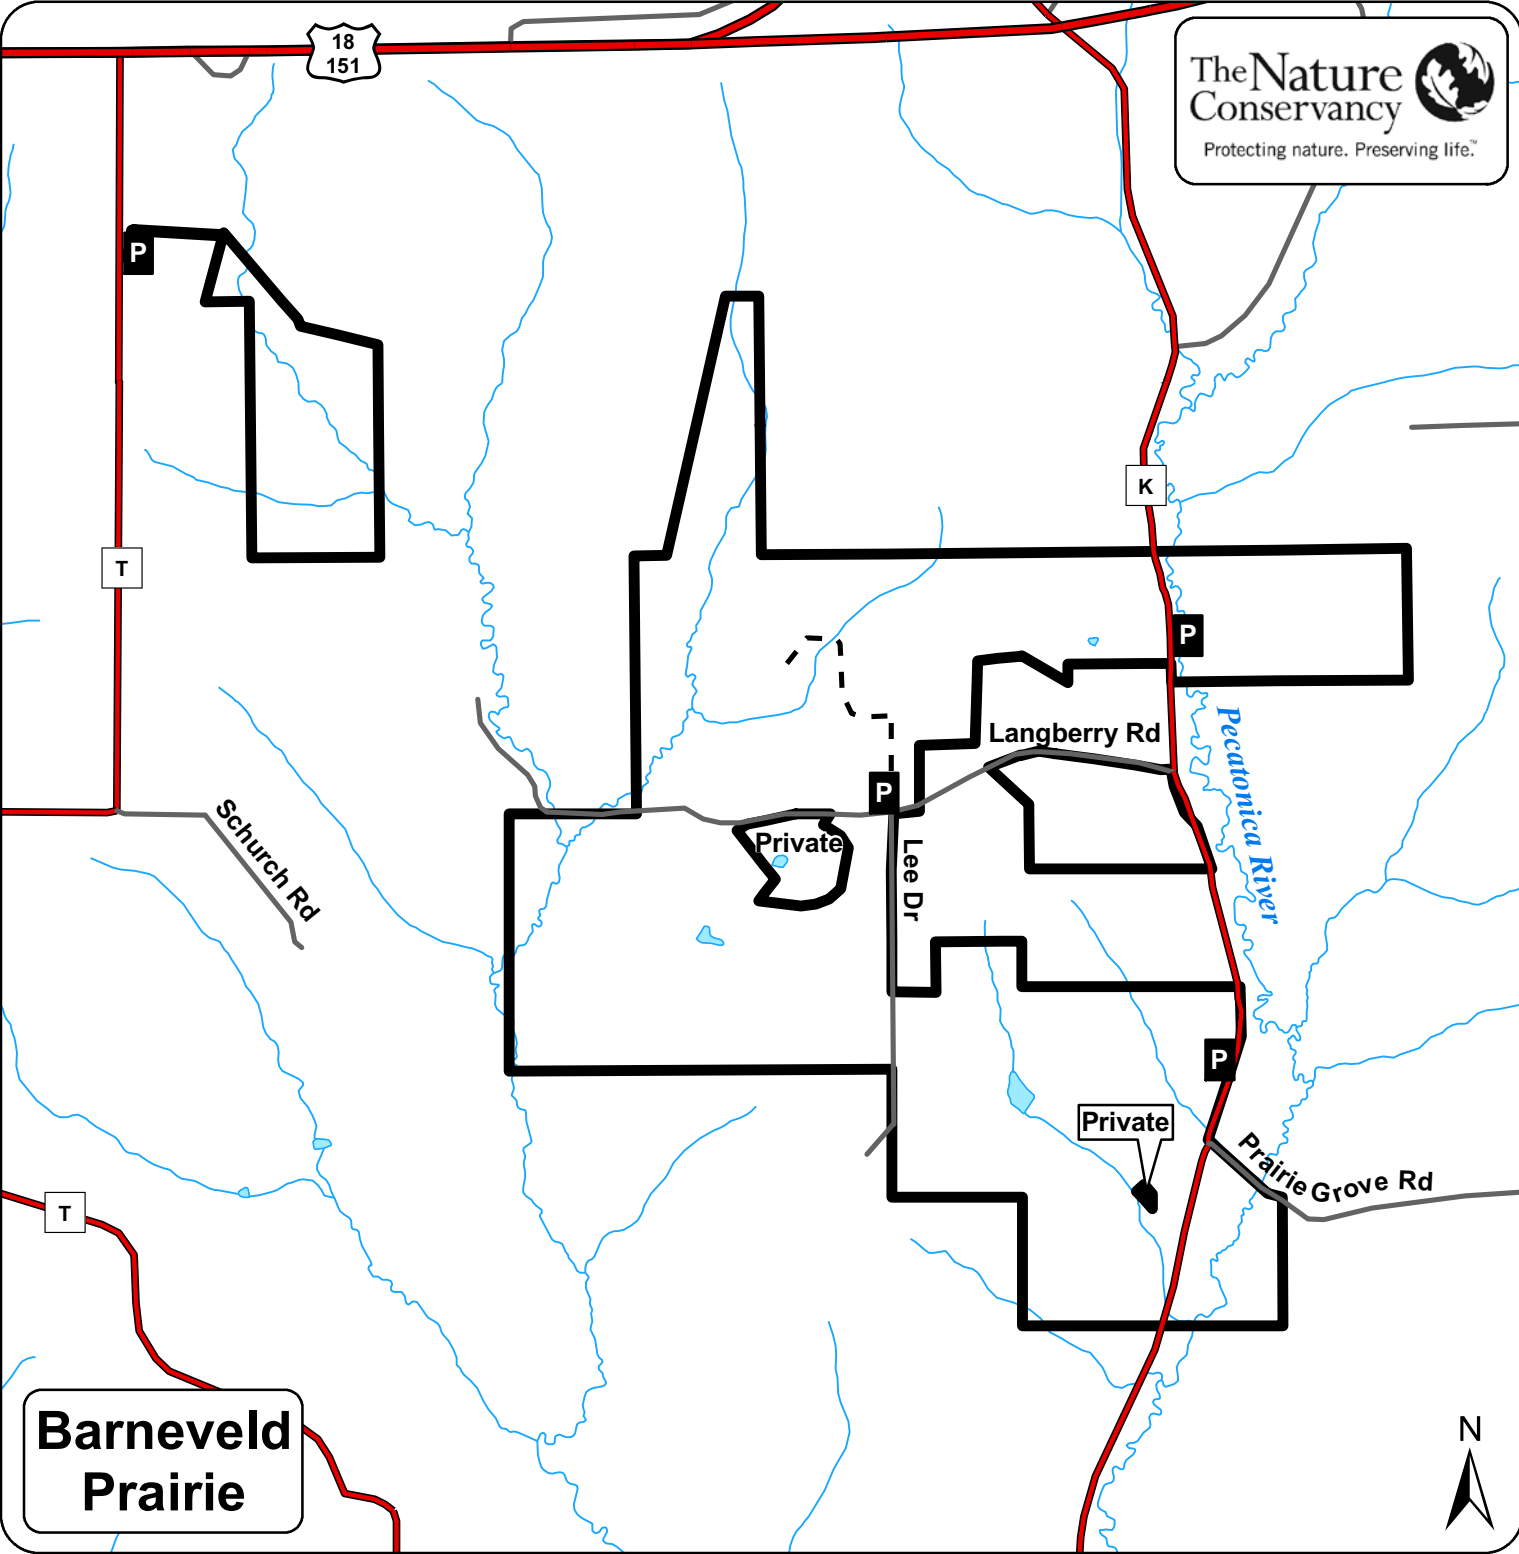 18
151
The Nature
Conservancy
Protecting nature. Preserving life.™
P
K
T
P
Langberry Rd
Pecatonica River
P
Private
Lee Dr
Schurch Rd
P
Private
Prairie Grove Rd
T
Barneveld
Prairie
N